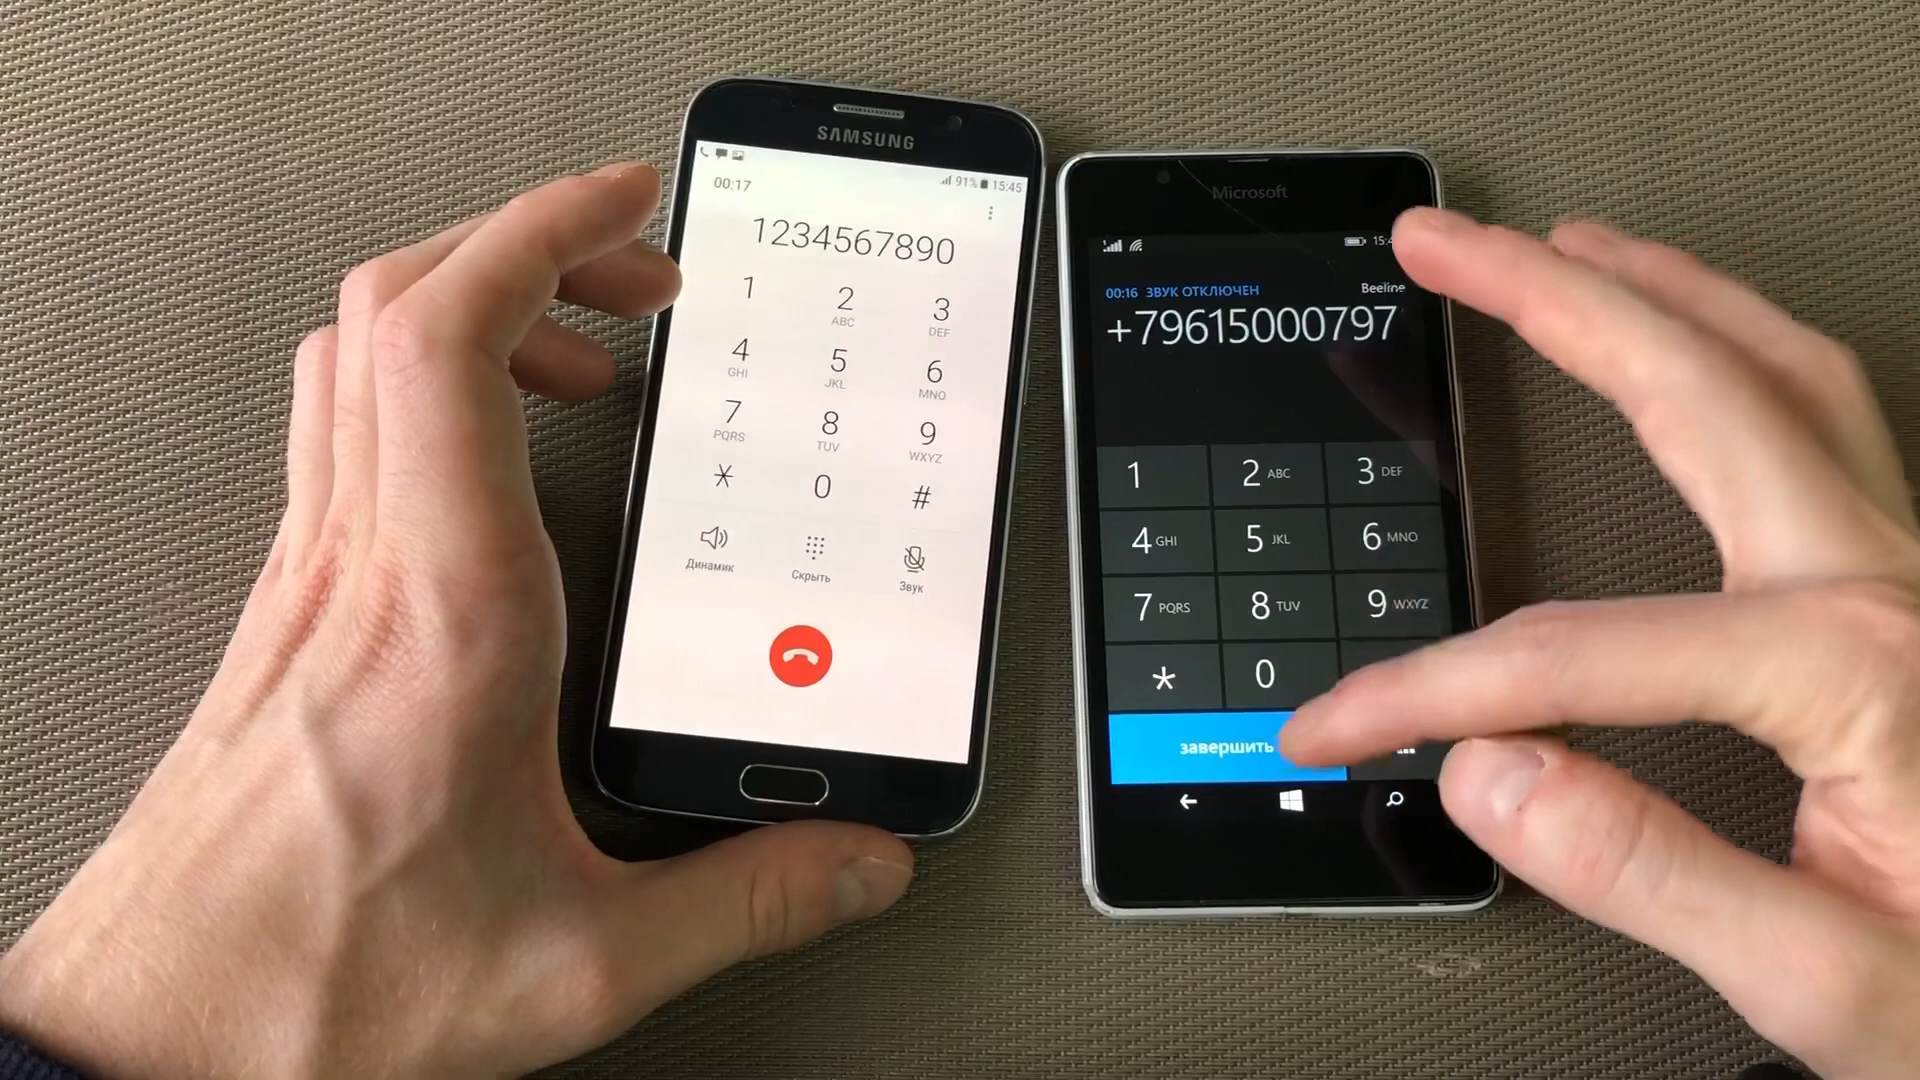 SAMSUNG
91% 15:45
00:17
1234567890
1 2 3
ABC DEF
4 5 6
GHI JKL MNO
7 8 9
PQRS TUV WXYZ
* 0 #
Динамик Скрыть Звук
Microsoft
00:16 ЗВУК ОТКЛЮЧЕН Beeline
+79615000797
1 2 ABC 3 DEF
4 GHI 5 JKL 6 MNO
7 PQRS 8 TUV 9 WXYZ
* 0
завершить